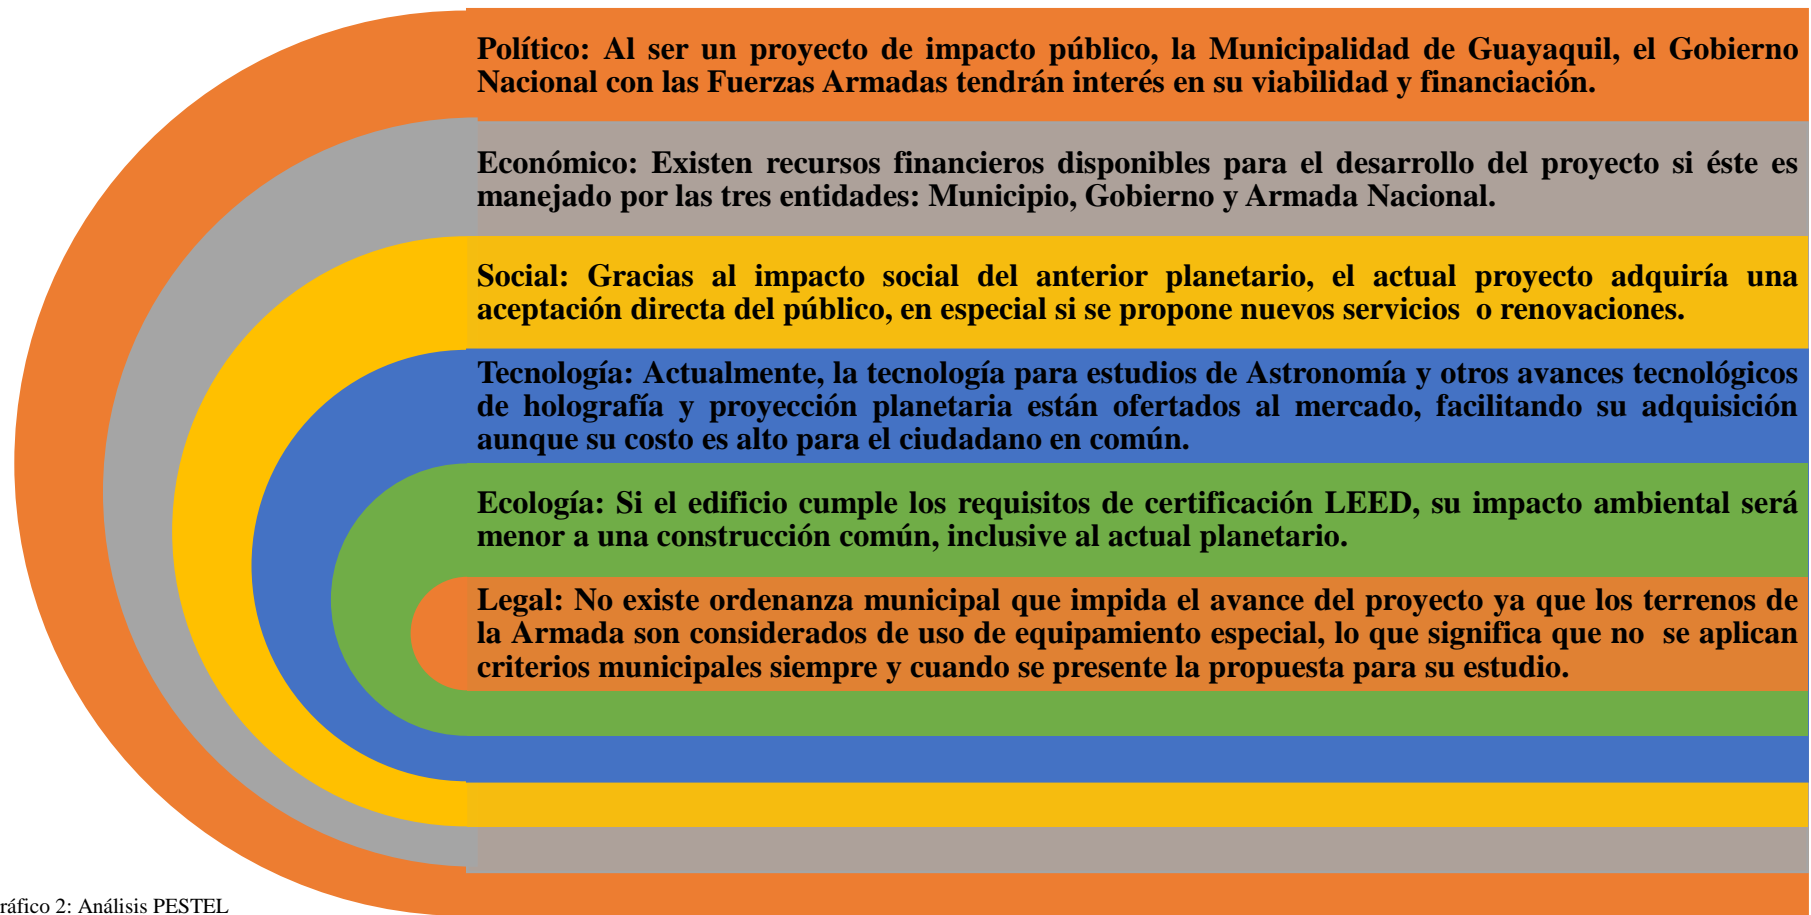 Político: Al ser un proyecto de impacto público, la Municipalidad de Guayaquil, el Gobierno
Nacional con las Fuerzas Armadas tendrán interés en su viabilidad y financiación.
Económico: Existen recursos financieros disponibles para el desarrollo del proyecto si éste es
manejado por las tres entidades: Municipio, Gobierno y Armada Nacional.
Social: Gracias al impacto social del anterior planetario, el actual proyecto adquiría una
aceptación directa del público, en especial si se propone nuevos servicios o renovaciones.
Tecnología: Actualmente, la tecnología para estudios de Astronomía y otros avances tecnológicos
de holografía y proyección planetaria están ofertados al mercado, facilitando su adquisición
aunque su costo es alto para el ciudadano en común.
Ecología: Si el edificio cumple los requisitos de certificación LEED, su impacto ambiental será
menor a una construcción común, inclusive al actual planetario.
Legal: No existe ordenanza municipal que impida el avance del proyecto ya que los terrenos de
la Armada son considerados de uso de equipamiento especial, lo que significa que no se aplican
criterios municipales siempre y cuando se presente la propuesta para su estudio.
ráfico 2: Análisis PESTEL